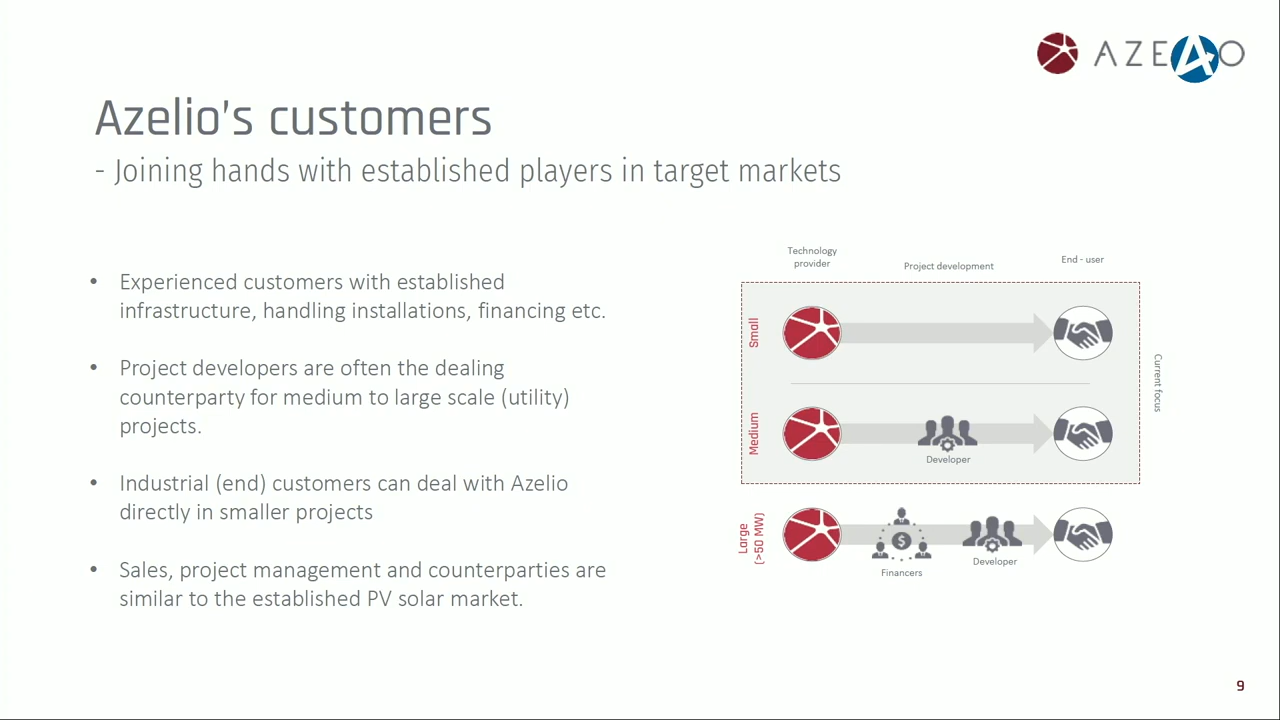 AZE O
Azelio's customers
- Joining hands with established players in target markets
• Experienced customers with established
infrastructure, handling installations, financing etc.
• Project developers are often the dealing
counterparty for medium to large scale (utility)
projects.
• Industrial (end) customers can deal with Azelio
directly in smaller projects
• Sales, project management and counterparties are
similar to the established PV solar market.
Technology
provider
Project development
End - user
Small
Medium
Developer
Current focus
Large
(>50 MW)
$
Financers
Developer
9